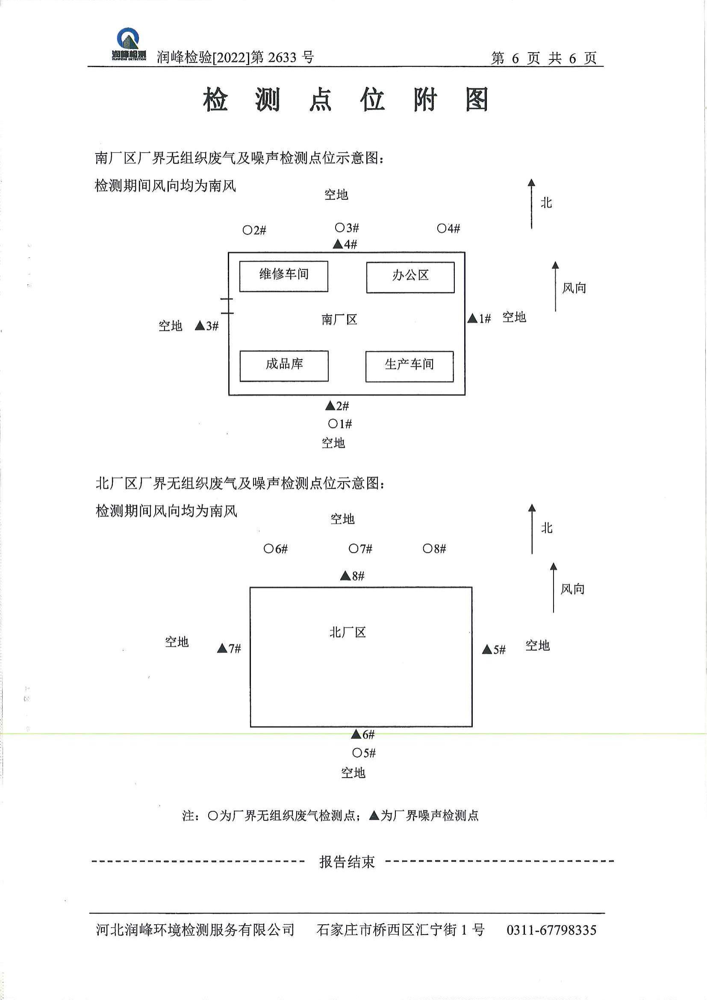 润峰检测
RUNFENG DETECTION
润峰检验[2022]第 2633 号 第 6 页 共 6 页
检 测 点 位 附 图
南厂区厂界无组织废气及噪声检测点位示意图：
检测期间风向均为南风
空地
北
○2# ○3# ○4#
▲4#
维修车间 办公区
风向
空地 ▲3# 南厂区 ▲1# 空地
成品库 生产车间
▲2#
○1#
空地
北厂区厂界无组织废气及噪声检测点位示意图：
检测期间风向均为南风
空地
北
○6# ○7# ○8#
▲8#
风向
北厂区
空地 ▲7# ▲5# 空地
▲6#
○5#
空地
注：○为厂界无组织废气检测点；▲为厂界噪声检测点
--------------------------- 报告结束 -----------------------------
河北润峰环境检测服务有限公司 石家庄市桥西区汇宁街 1 号 0311-67798335